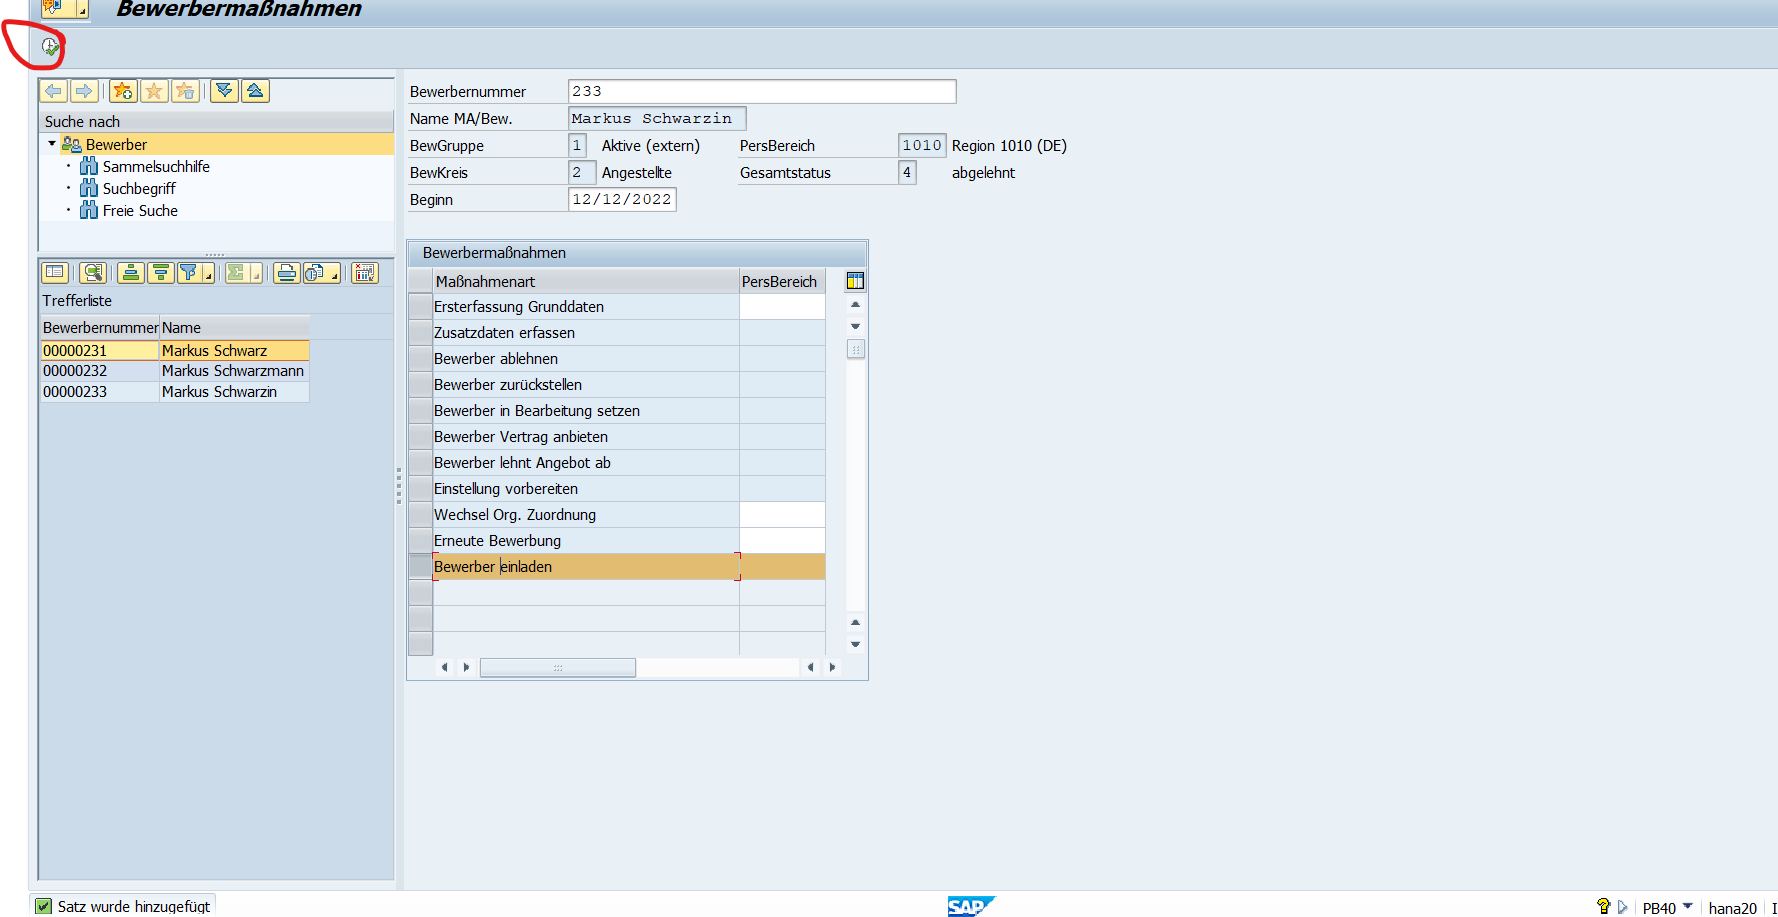 Bewerbermaßnahmen
Suche nach
Bewerber
Sammelsuchhilfe
Suchbegriff
Freie Suche
Trefferliste
Bewerbernummer Name
00000231 Markus Schwarz
00000232 Markus Schwarzmann
00000233 Markus Schwarzin
Bewerbernummer 233
Name MA/Bew. Markus Schwarzin
BewGruppe 1 Aktive (extern) PersBereich 1010 Region 1010 (DE)
BewKreis 2 Angestellte Gesamtstatus 4 abgelehnt
Beginn 12/12/2022
Bewerbermaßnahmen
Maßnahmenart PersBereich
Ersterfassung Grunddaten
Zusatzdaten erfassen
Bewerber ablehnen
Bewerber zurückstellen
Bewerber in Bearbeitung setzen
Bewerber Vertrag anbieten
Bewerber lehnt Angebot ab
Einstellung vorbereiten
Wechsel Org. Zuordnung
Erneute Bewerbung
Bewerber einladen
Satz wurde hinzugefügt SAP PB40 hana20